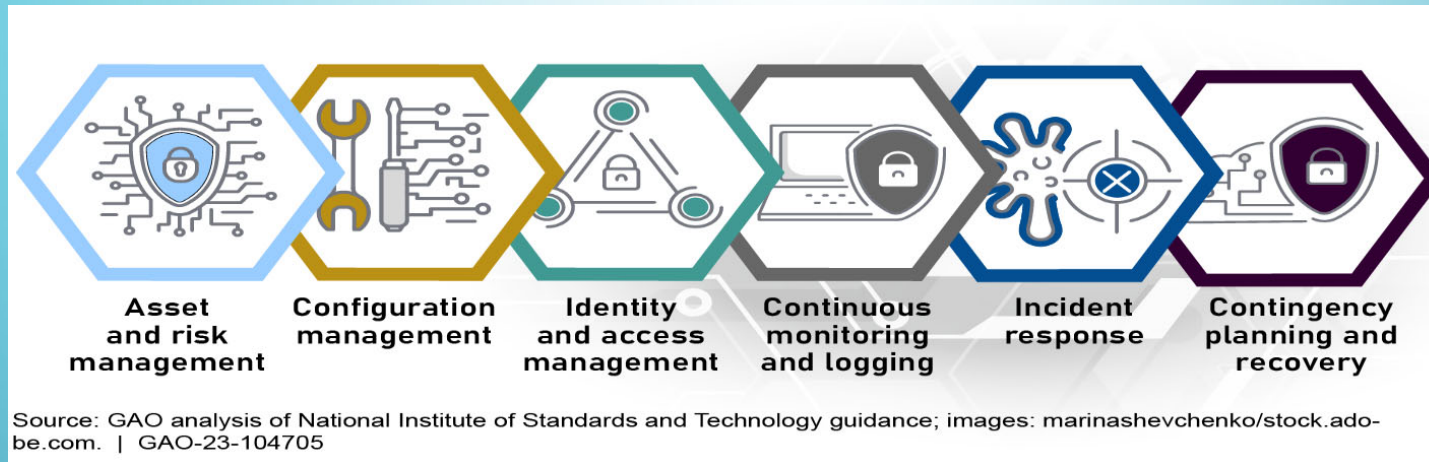 Asset
and risk
management
Configuration
management
Identity
and access
management
Continuous
monitoring
and logging
Incident
response
Contingency
planning and
recovery
Source: GAO analysis of National Institute of Standards and Technology guidance; images: marinashevchenko/stock.ado-
be.com. | GAO-23-104705